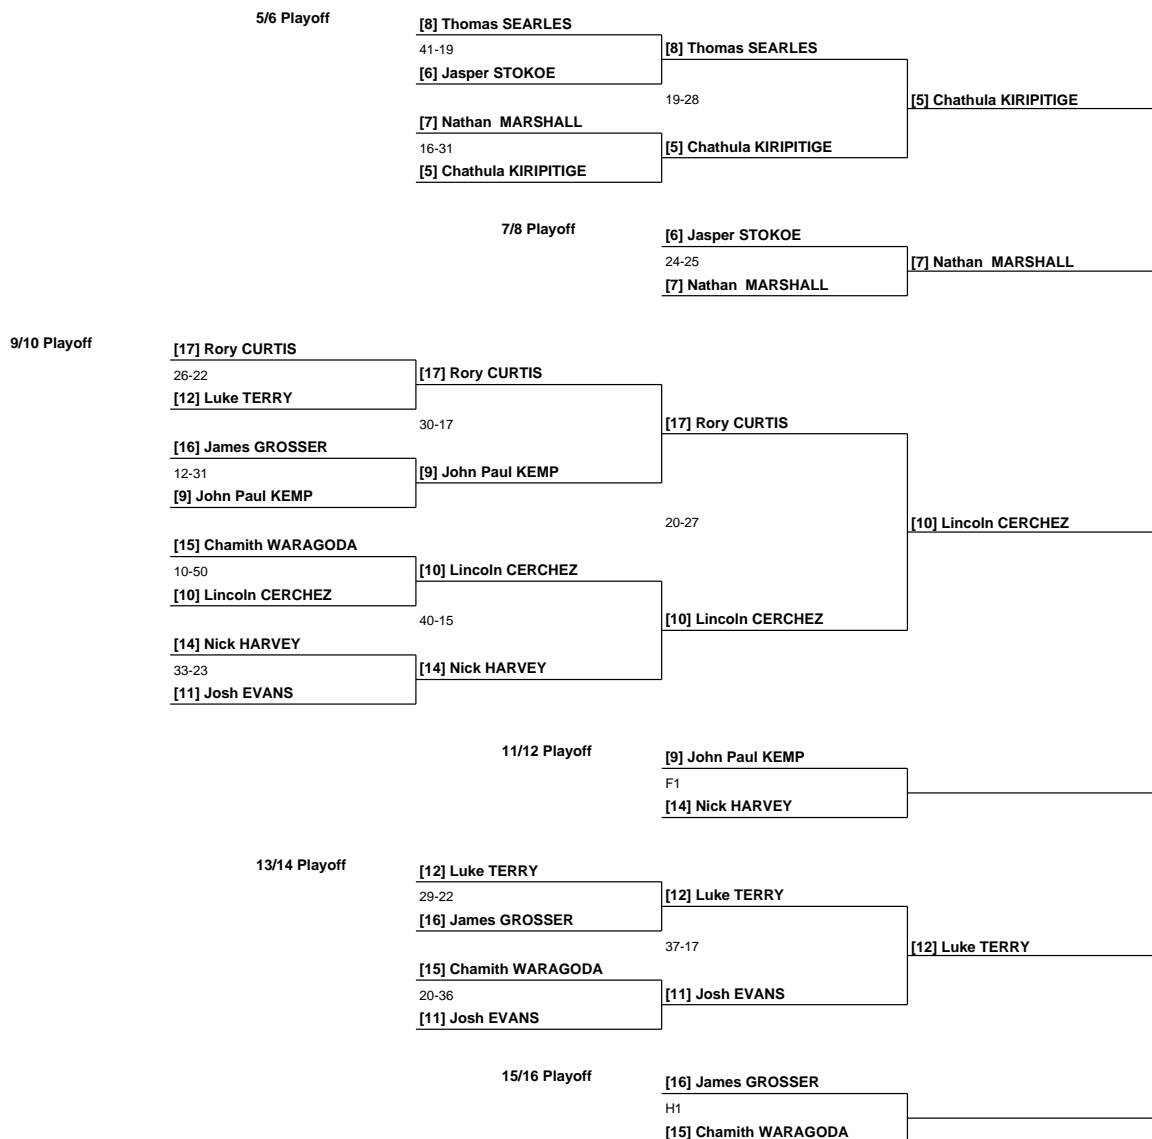 5/6 Playoff
[8] Thomas SEARLES
41-19
[6] Jasper STOKOE
[8] Thomas SEARLES
19-28
[5] Chathula KIRIPITIGE
[7] Nathan  MARSHALL
16-31
[5] Chathula KIRIPITIGE
[5] Chathula KIRIPITIGE
7/8 Playoff
[6] Jasper STOKOE
24-25
[7] Nathan  MARSHALL
[7] Nathan  MARSHALL
9/10 Playoff
[17] Rory CURTIS
26-22
[12] Luke TERRY
[17] Rory CURTIS
30-17
[17] Rory CURTIS
[16] James GROSSER
12-31
[9] John Paul KEMP
[9] John Paul KEMP
20-27
[10] Lincoln CERCHEZ
[15] Chamith WARAGODA
10-50
[10] Lincoln CERCHEZ
[10] Lincoln CERCHEZ
40-15
[10] Lincoln CERCHEZ
[14] Nick HARVEY
33-23
[11] Josh EVANS
[14] Nick HARVEY
11/12 Playoff
[9] John Paul KEMP
F1
[14] Nick HARVEY
13/14 Playoff
[12] Luke TERRY
29-22
[16] James GROSSER
[12] Luke TERRY
37-17
[12] Luke TERRY
[15] Chamith WARAGODA
20-36
[11] Josh EVANS
[11] Josh EVANS
15/16 Playoff
[16] James GROSSER
H1
[15] Chamith WARAGODA